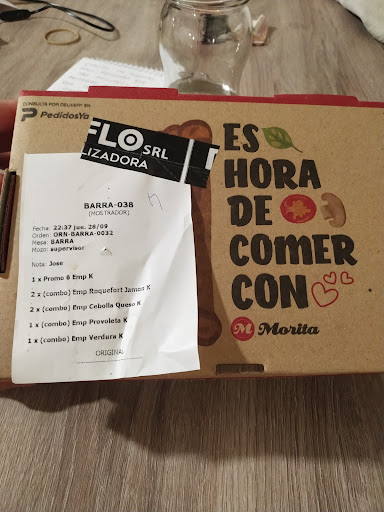 CONSULTA POR DELIVERY EN
PedidosYa
FLO SRL
LIZADORA
BARRA-038
[MOSTRADOR]
Fecha: 22:37 jue. 28/09
Orden: ORN-BARRA-0032
Mesa: BARRA
Mozo: supervisor
Nota: Jose
1 x Promo 6 Emp K
2 x (combo) Emp Roquefort Jamon K
2 x (combo) Emp Cebolla Queso K
1 x (combo) Emp Provoleta K
1 x (combo) Emp Verdura K
ORIGINAL
ES
HORA
DE
COMER
CON
M Morita